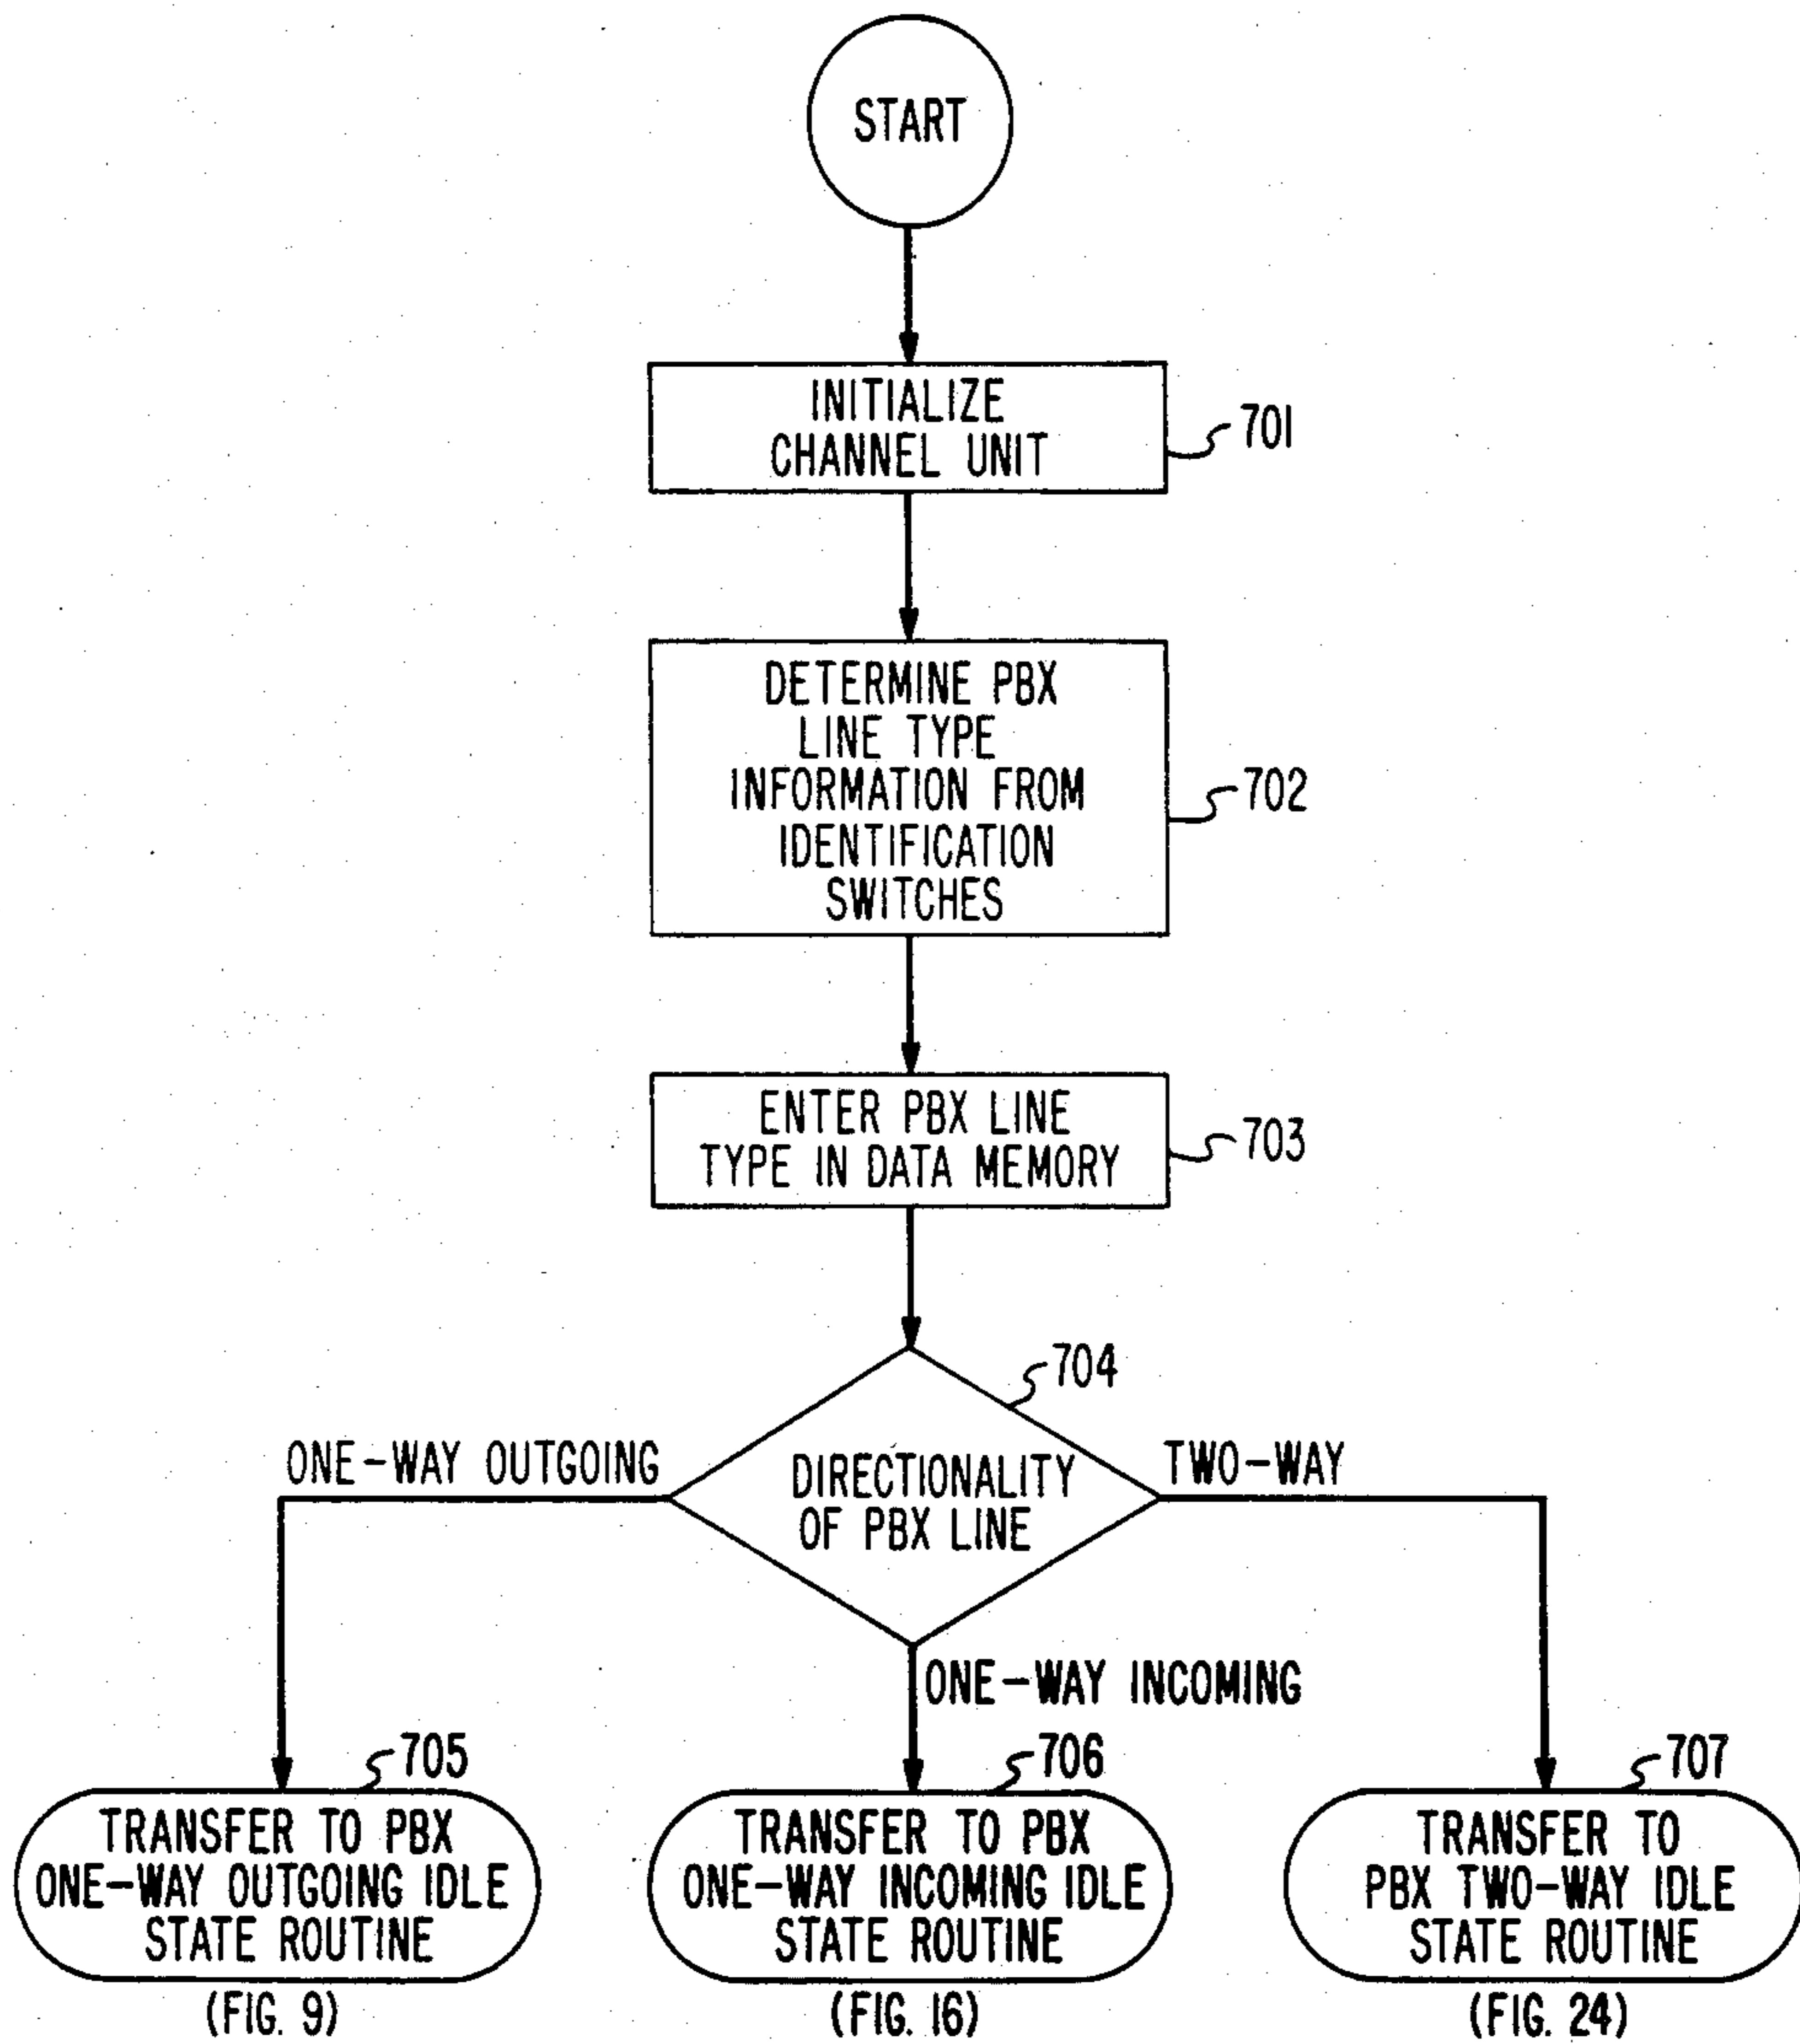 START
INITIALIZE
CHANNEL UNIT
701
DETERMINE PBX
LINE TYPE
INFORMATION FROM
IDENTIFICATION
SWITCHES
702
ENTER PBX LINE
TYPE IN DATA MEMORY
703
704
DIRECTIONALITY
OF PBX LINE
ONE-WAY OUTGOING
TWO-WAY
ONE-WAY INCOMING
705
TRANSFER TO PBX
ONE-WAY OUTGOING IDLE
STATE ROUTINE
(FIG. 9)
706
TRANSFER TO PBX
ONE-WAY INCOMING IDLE
STATE ROUTINE
(FIG. 16)
707
TRANSFER TO
PBX TWO-WAY IDLE
STATE ROUTINE
(FIG. 24)